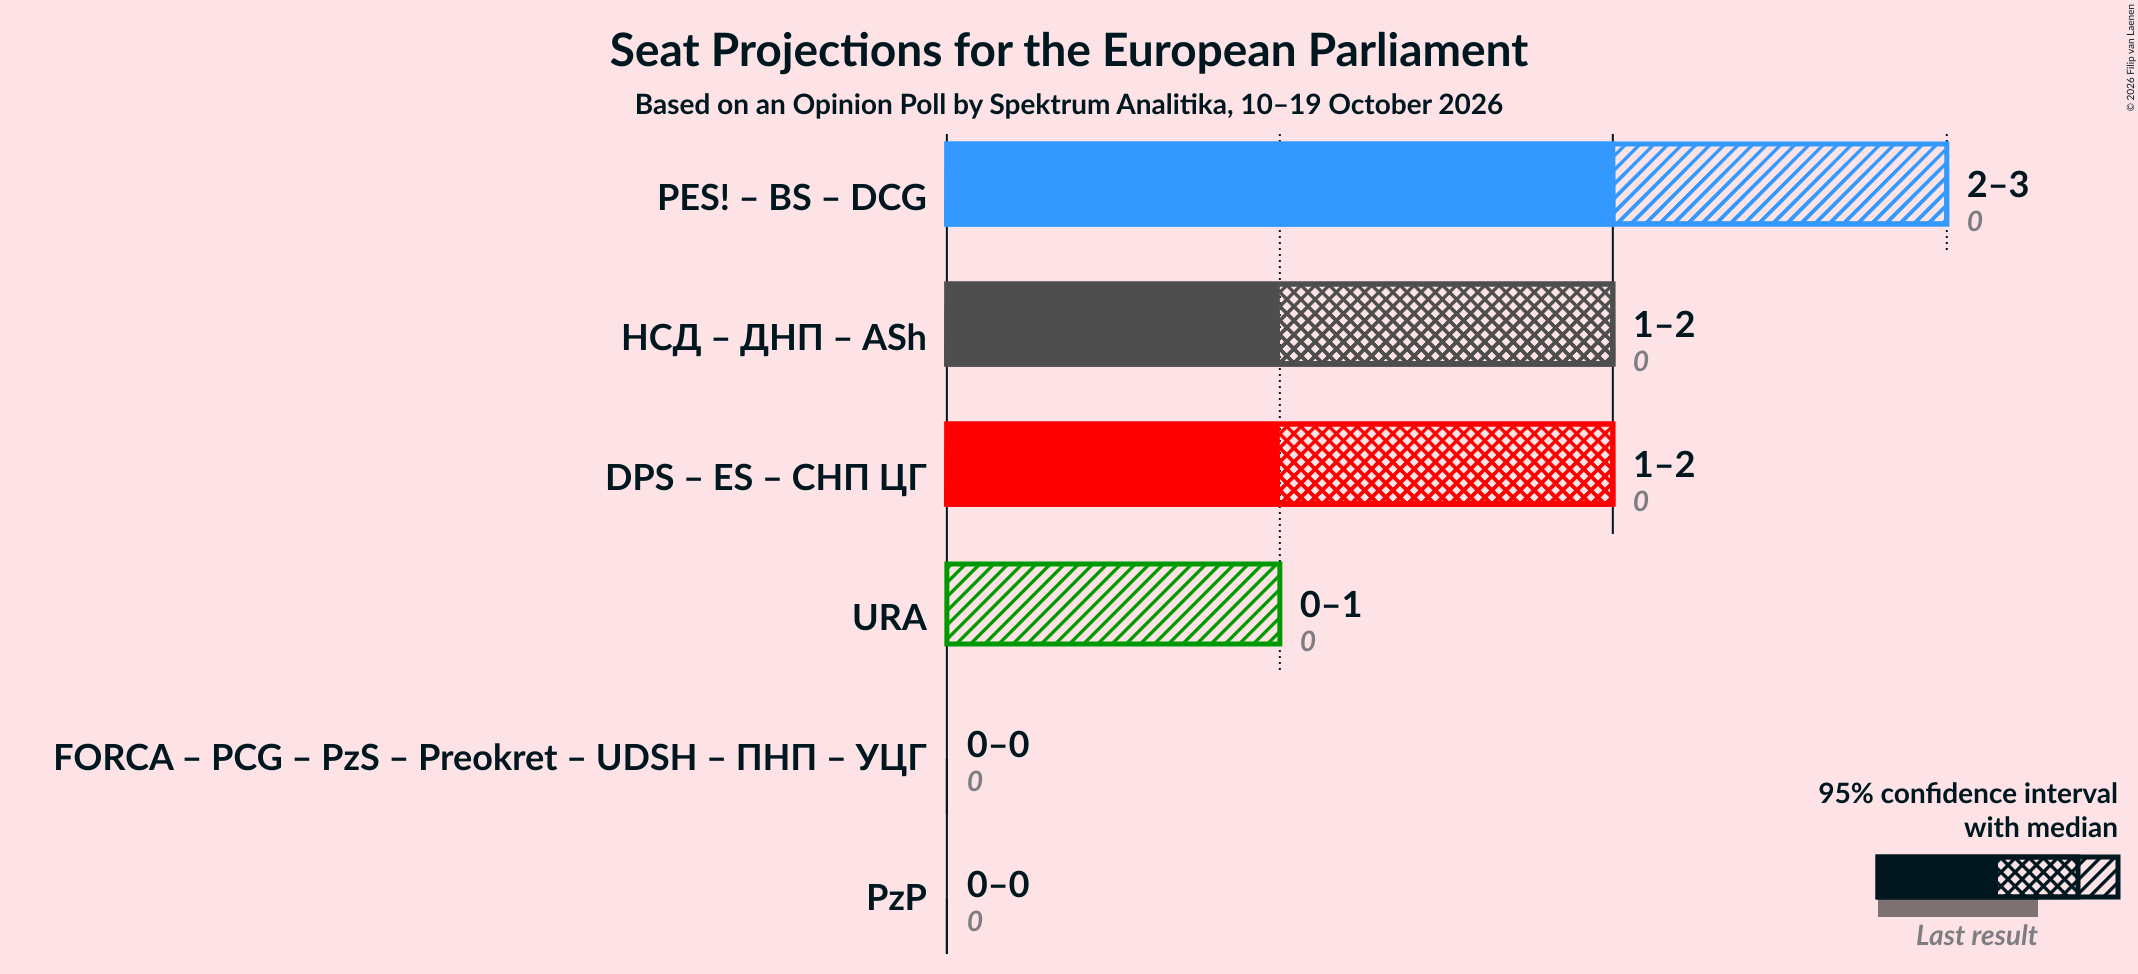 Seat Projections for the European Parliament
Based on an Opinion Poll by Spektrum Analitika, 10–19 October 2026
© 2026 Filip van Laenen
PES! – BS – DCG
2–3
0
НСД – ДНП – ASh
1–2
0
DPS – ES – СНП ЦГ
1–2
0
URA
0–1
0
FORCA – PCG – PzS – Preokret – UDSH – ПНП – УЦГ
0–0
0
PzP
0–0
0
95% confidence interval
with median
Last result